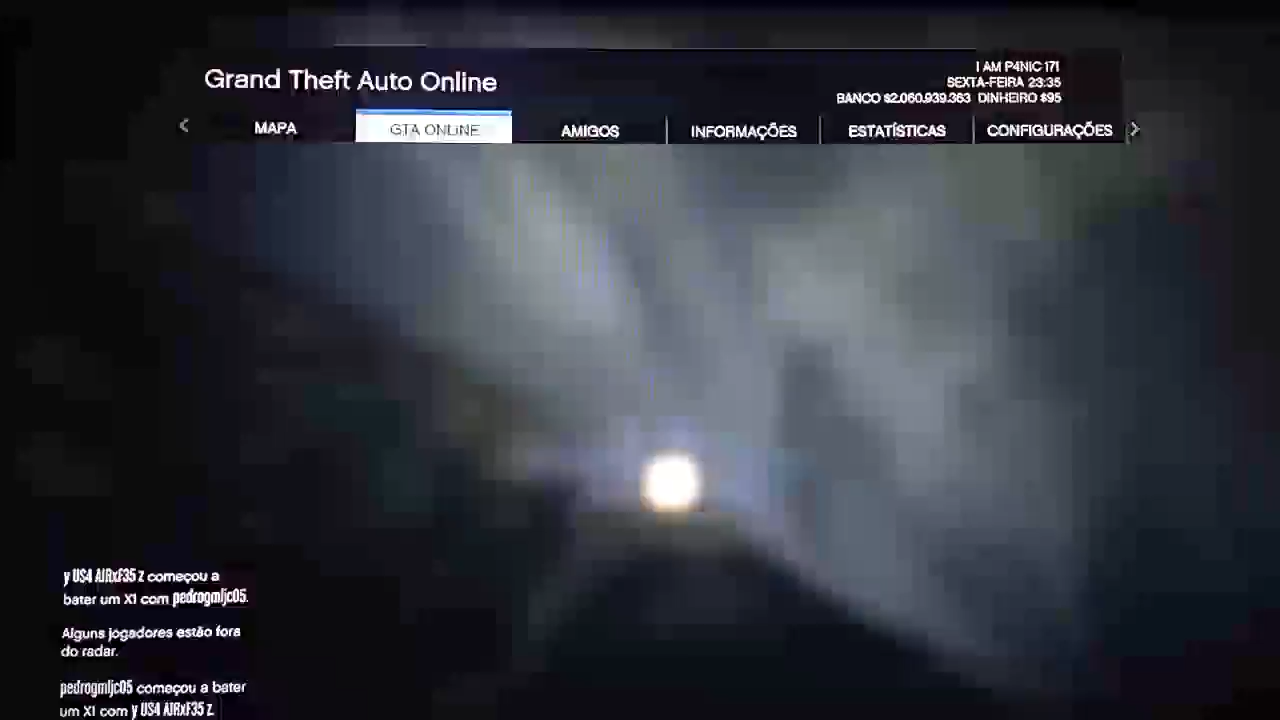 Grand Theft Auto Online
I AM P4NIC 171
SEXTA-FEIRA 23:35
BANCO $2.060.939.363 DINHEIRO $95
MAPA GTA ONLINE AMIGOS INFORMAÇÕES ESTATÍSTICAS CONFIGURAÇÕES
y US4 AIRxF35 z começou a
bater um X1 com pedrogmljc05.
Alguns jogadores estão fora
do radar.
pedrogmljc05 começou a bater
um X1 com y US4 AIRxF35 z.